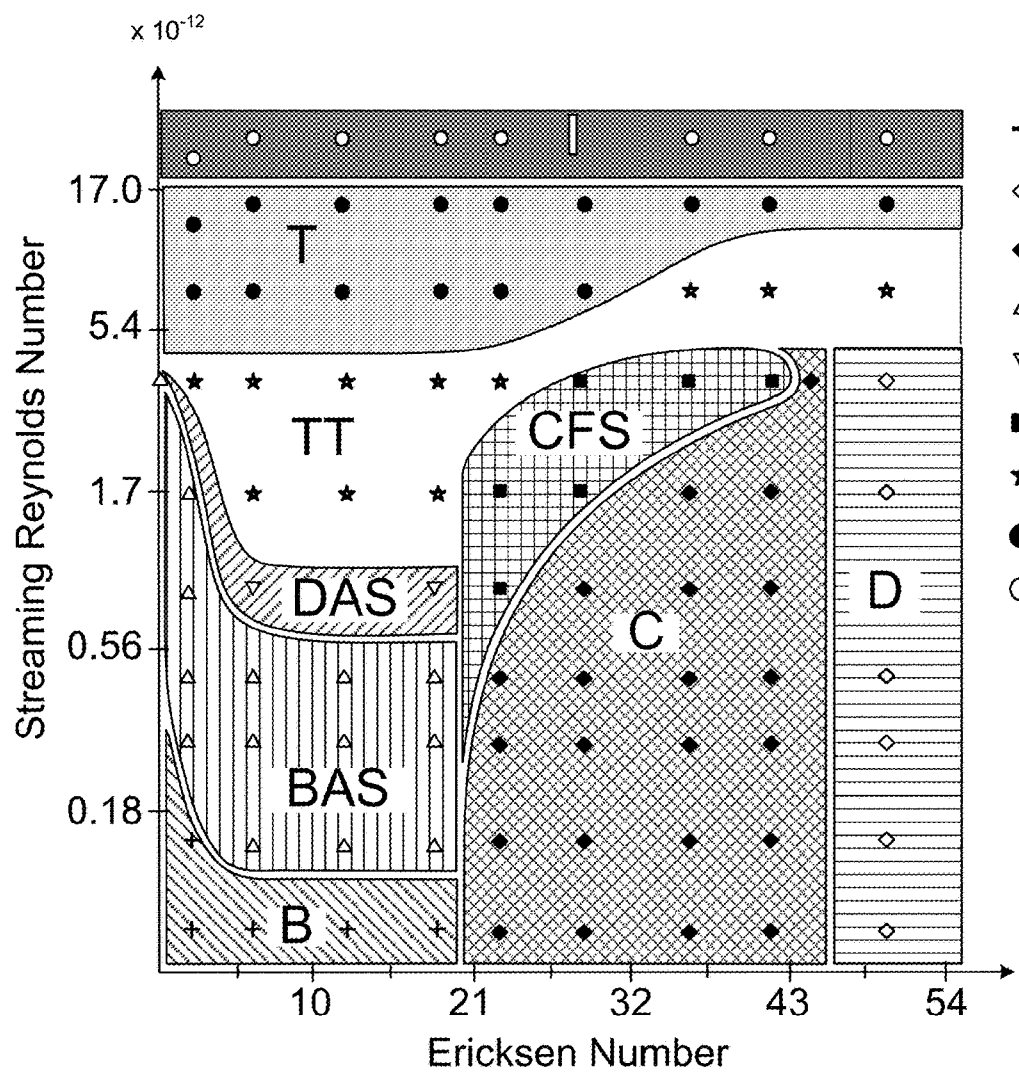 x 10⁻¹²
17.0
T
5.4
TT
CFS
1.7
DAS
D
C
0.56
BAS
0.18
B
10 21 32 43 54
Ericksen Number
Streaming Reynolds Number